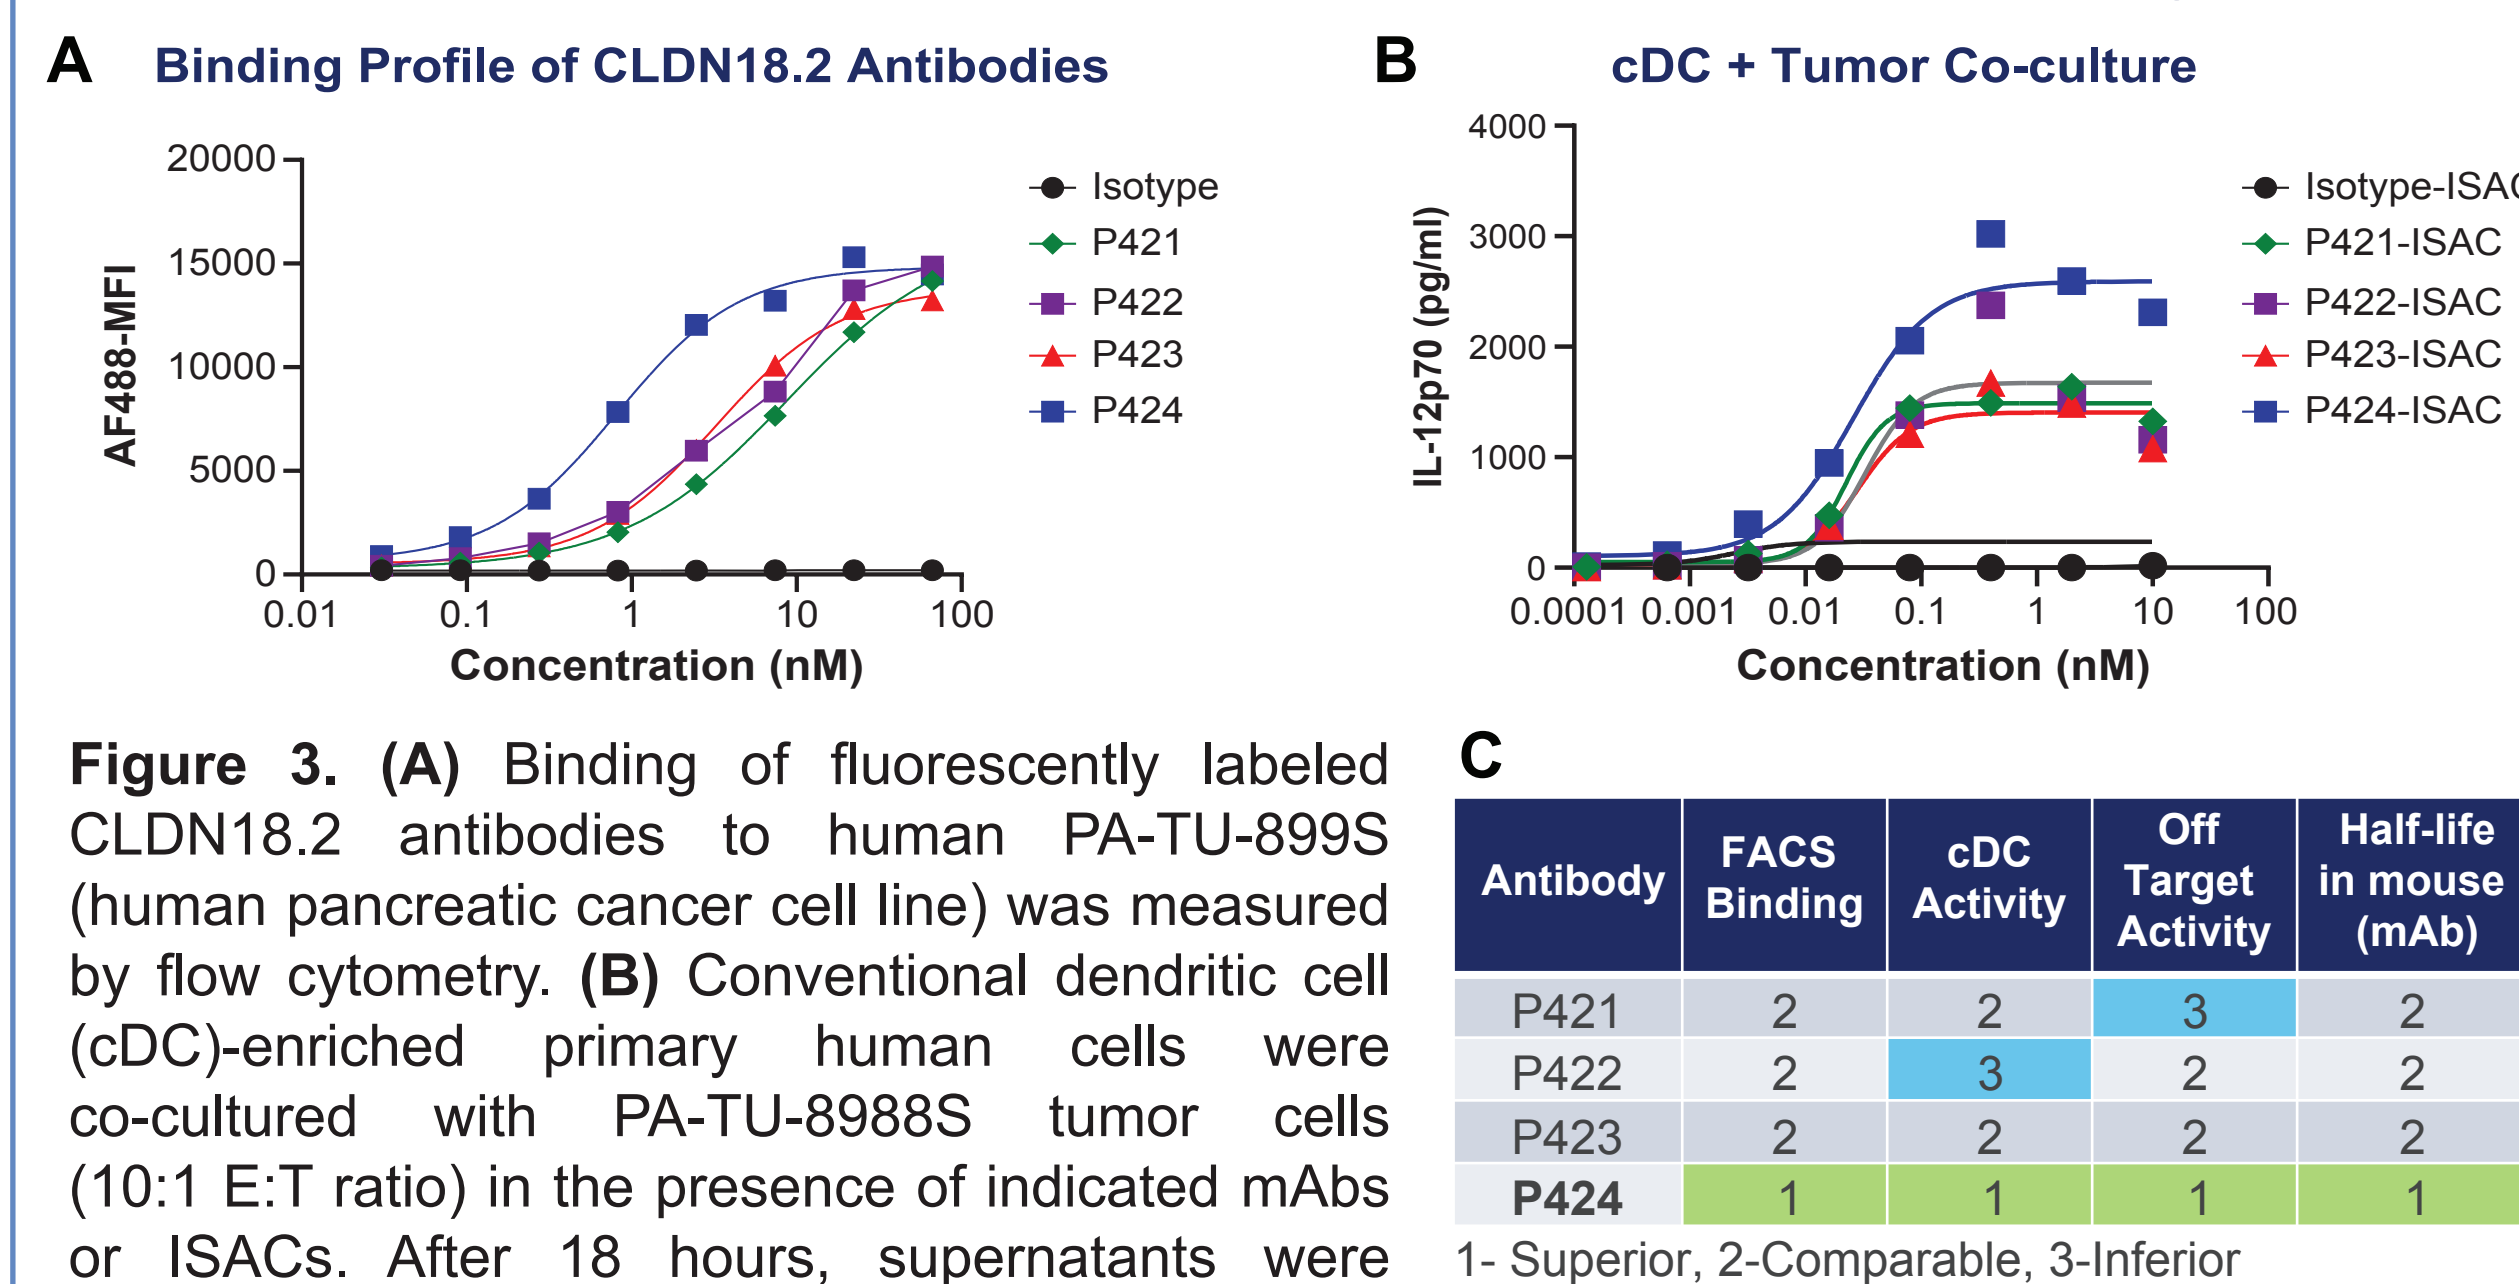 A Binding Profile of CLDN18.2 Antibodies
AF488-MFI
20000
15000
10000
5000
0
0.01 0.1 1 10 100
Concentration (nM)
Isotype
P421
P422
P423
P424
B cDC + Tumor Co-culture
IL-12p70 (pg/ml)
4000
3000
2000
1000
0
0.0001 0.001 0.01 0.1 1 10 100
Concentration (nM)
Isotype-ISAC
P421-ISAC
P422-ISAC
P423-ISAC
P424-ISAC
Figure 3. (A) Binding of fluorescently labeled
CLDN18.2 antibodies to human PA-TU-899S
(human pancreatic cancer cell line) was measured
by flow cytometry. (B) Conventional dendritic cell
(cDC)-enriched primary human cells were
co-cultured with PA-TU-8988S tumor cells
(10:1 E:T ratio) in the presence of indicated mAbs
or ISACs. After 18 hours, supernatants were
C
Antibody FACS Binding cDC Activity Off Target Activity Half-life in mouse (mAb)
P421 2 2 3 2
P422 2 3 2 2
P423 2 2 2 2
P424 1 1 1 1
1- Superior, 2-Comparable, 3-Inferior